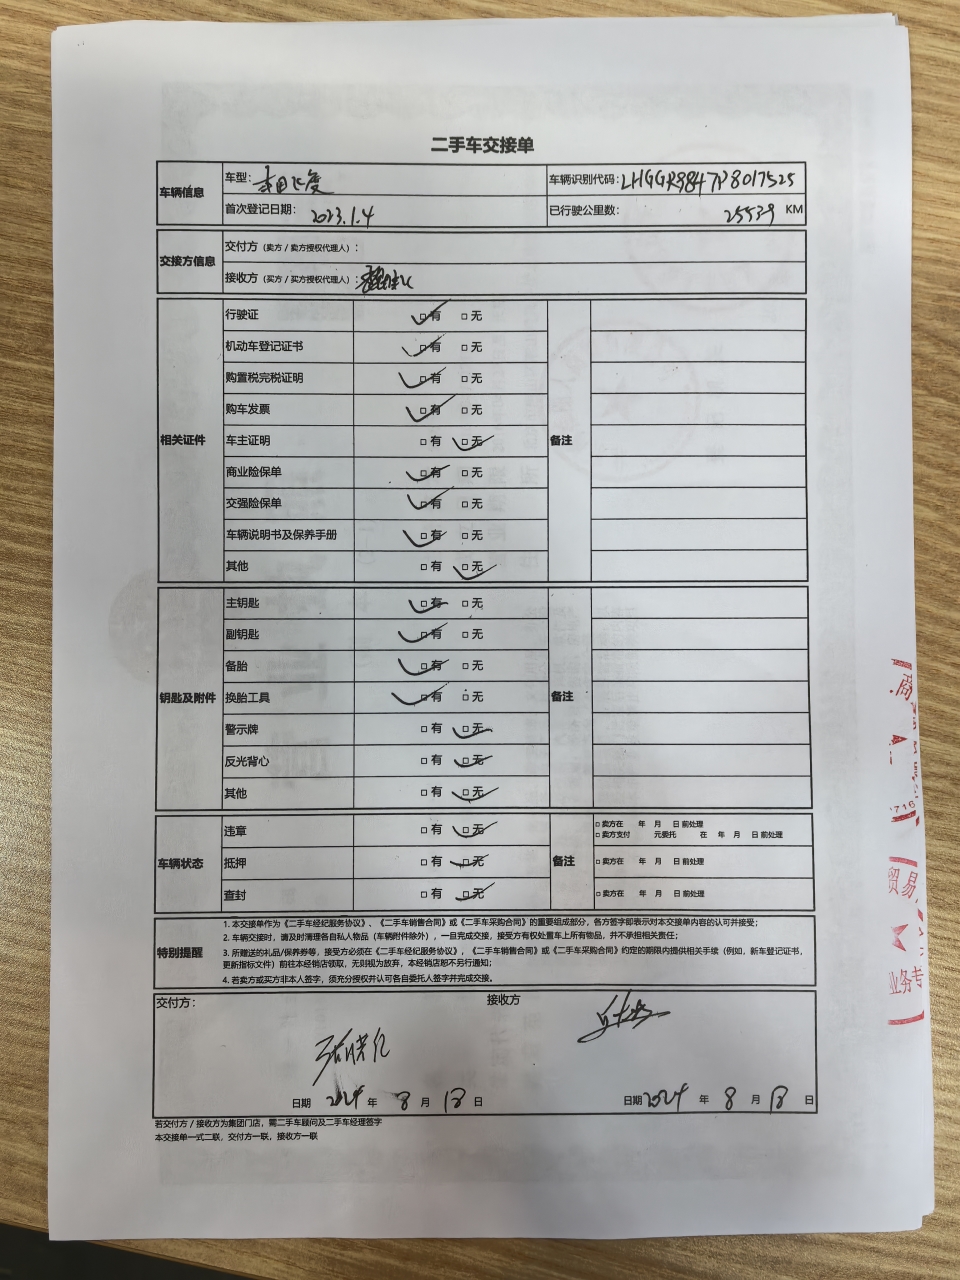 二手车交接单
车辆信息
车型: 本田飞度
车辆识别代码: LHGGR9847P8017525
首次登记日期: 2023.1.4
已行驶公里数: 25539 KM
交接方信息
交付方（卖方 / 卖方授权代理人）:
接收方（买方 / 买方授权代理人）:
相关证件
行驶证 ☑有 □无
机动车登记证书 ☑有 □无
购置税完税证明 ☑有 □无
购车发票 ☑有 □无
车主证明 □有 ☑无
商业险保单 ☑有 □无
交强险保单 ☑有 □无
车辆说明书及保养手册 ☑有 □无
其他 □有 ☑无
备注
钥匙及附件
主钥匙 ☑有 □无
副钥匙 ☑有 □无
备胎 ☑有 □无
换胎工具 ☑有 □无
警示牌 □有 ☑无
反光背心 □有 ☑无
其他 □有 ☑无
备注
车辆状态
违章 □有 ☑无
抵押 □有 ☑无
查封 □有 ☑无
备注
□ 卖方在 年 月 日 前处理
□ 卖方支付 元委托 在 年 月 日 前处理
□ 卖方在 年 月 日 前处理
□ 卖方在 年 月 日 前处理
特别提醒
1. 本交接单作为《二手车经纪服务协议》、《二手车销售合同》或《二手车采购合同》的重要组成部分，各方签字即表示对本交接单内容的认可并接受；
2. 车辆交接时，请及时清理各自私人物品（车辆附件除外），一旦完成交接，接受方有权处置车上所有物品，并不承担相关责任；
3. 所赠送的礼品/保养券等，接受方必须在《二手车经纪服务协议》、《二手车销售合同》或《二手车采购合同》约定的期限内提供相关手续（例如，新车登记证书，
更新指标文件）前往本经销店领取，无则视为放弃，本经销店恕不另行通知；
4. 若卖方或买方非本人签字，须充分授权并认可各自委托人签字并完成交接。
交付方:
接收方
日期 2024 年 8 月 18 日
日期 2024 年 8 月 18 日
若交付方 / 接收方为集团门店，需二手车顾问及二手车经理签字
本交接单一式二联，交付方一联，接收方一联
商
716
贸易
业务专